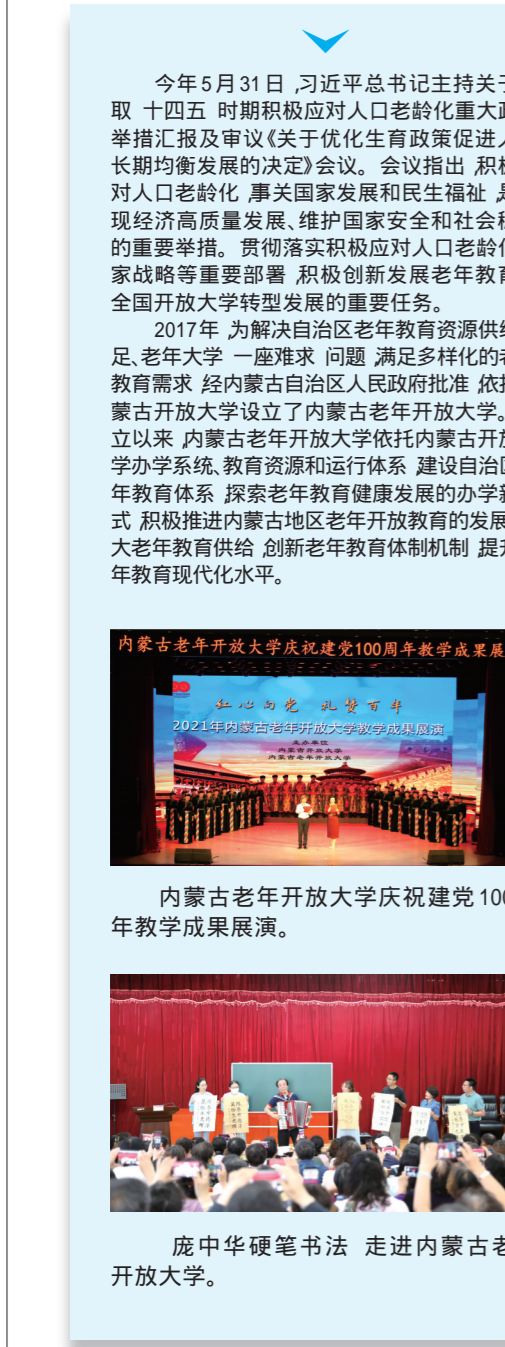 今年5月31日,习近平总书记主持关于
取 十四五 时期积极应对人口老龄化重大政
举措汇报及审议《关于优化生育政策促进人
长期均衡发展的决定》会议。会议指出,积极
对人口老龄化,事关国家发展和民生福祉,是
现经济高质量发展、维护国家安全和社会稳
的重要举措。贯彻落实积极应对人口老龄化
家战略等重要部署,积极创新发展老年教育
全国开放大学转型发展的重要任务。
2017年,为解决自治区老年教育资源供给
足、老年大学 一座难求 问题,满足多样化的老
教育需求,经内蒙古自治区人民政府批准,依托
蒙古开放大学设立了内蒙古老年开放大学。
立以来,内蒙古老年开放大学依托内蒙古开放
学办学系统、教育资源和运行体系,建设自治区
年教育体系,探索老年教育健康发展的办学新
式,积极推进内蒙古地区老年开放教育的发展
大老年教育供给,创新老年教育体制机制,提升
年教育现代化水平。
内蒙古老年开放大学庆祝建党100周年教学成果展
红心向党 礼赞百年
2021年内蒙古老年开放大学教学成果展演
主办单位
内蒙古开放大学
内蒙古老年开放大学
内蒙古老年开放大学庆祝建党100
年教学成果展演。
庞中华硬笔书法 走进内蒙古老
开放大学。